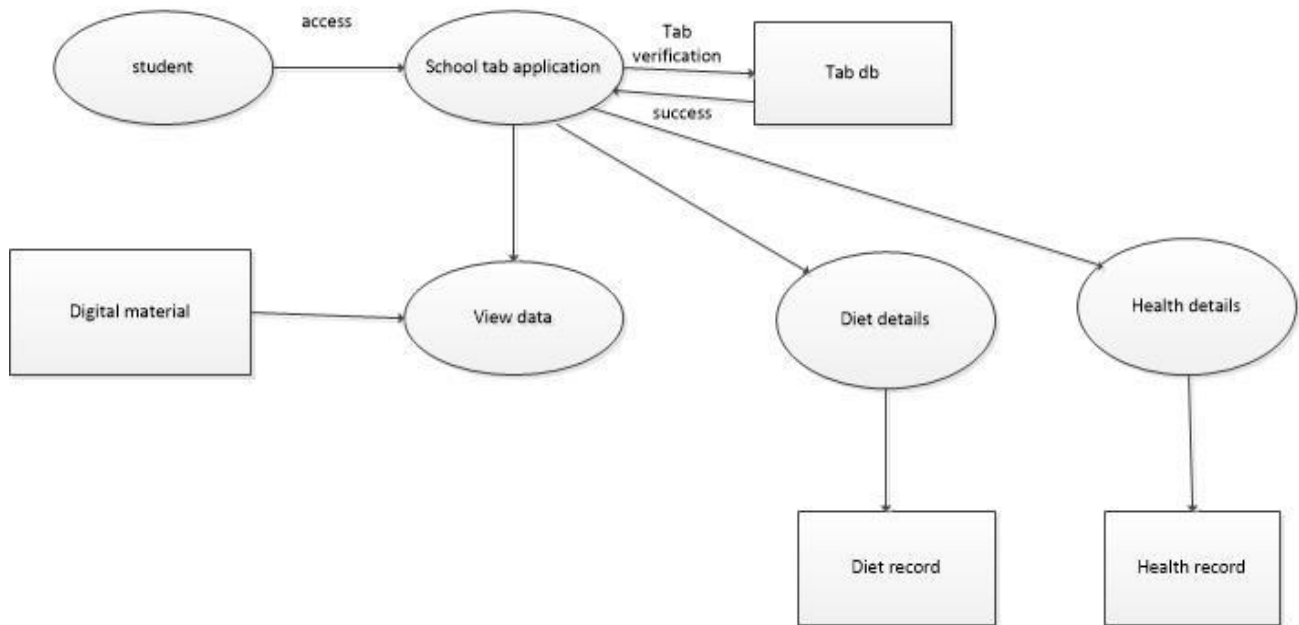 access
student
School tab application
Tab
verification
Tab db
success
Digital material
View data
Diet details
Health details
Diet record
Health record